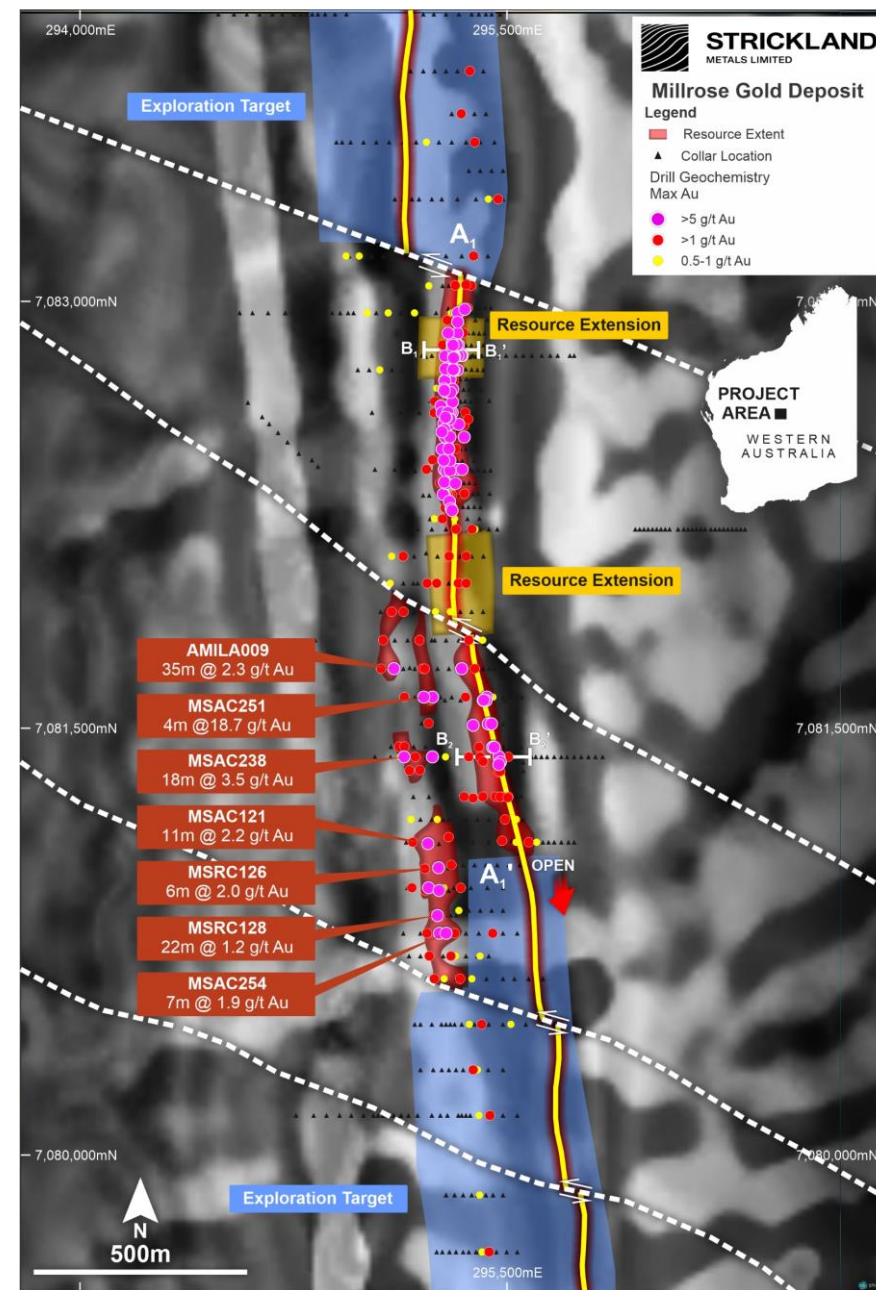 294,000mE
295,500mE
STRICKLAND
METALS LIMITED
Millrose Gold Deposit
Legend
Resource Extent
Collar Location
Drill Geochemistry
Max Au
>5 g/t Au
>1 g/t Au
0.5-1 g/t Au
Exploration Target
A1
7,083,000mN
Resource Extension
B1
B1'
PROJECT
AREA
WESTERN
AUSTRALIA
Resource Extension
AMILA009
35m @ 2.3 g/t Au
MSAC251
4m @18.7 g/t Au
7,081,500mN
7,081,500mN
B2
MSAC238
18m @ 3.5 g/t Au
MSAC121
11m @ 2.2 g/t Au
A1'
OPEN
MSRC126
6m @ 2.0 g/t Au
MSRC128
22m @ 1.2 g/t Au
MSAC254
7m @ 1.9 g/t Au
7,080,000mN
7,080,000mN
Exploration Target
N
500m
295,500mE